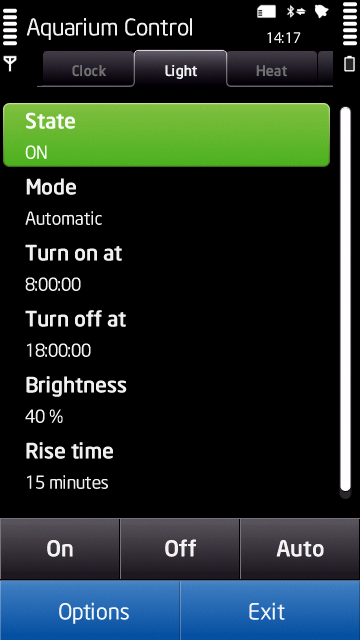 Aquarium Control
14:17
Clock
Light
Heat
State
ON
Mode
Automatic
Turn on at
8:00:00
Turn off at
18:00:00
Brightness
40 %
Rise time
15 minutes
On
Off
Auto
Options
Exit